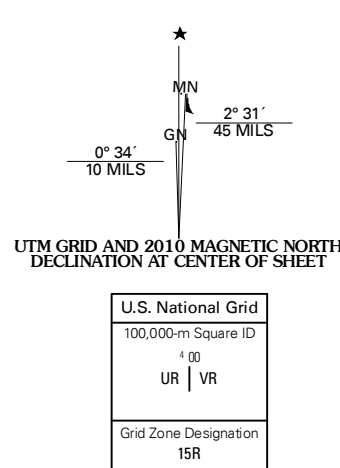 ★
MN
2° 31´
45 MILS
GN
0° 34´
10 MILS
UTM GRID AND 2010 MAGNETIC NORTH
DECLINATION AT CENTER OF SHEET
U.S. National Grid
100,000-m Square ID
⁴ 00
UR | VR
Grid Zone Designation
15R